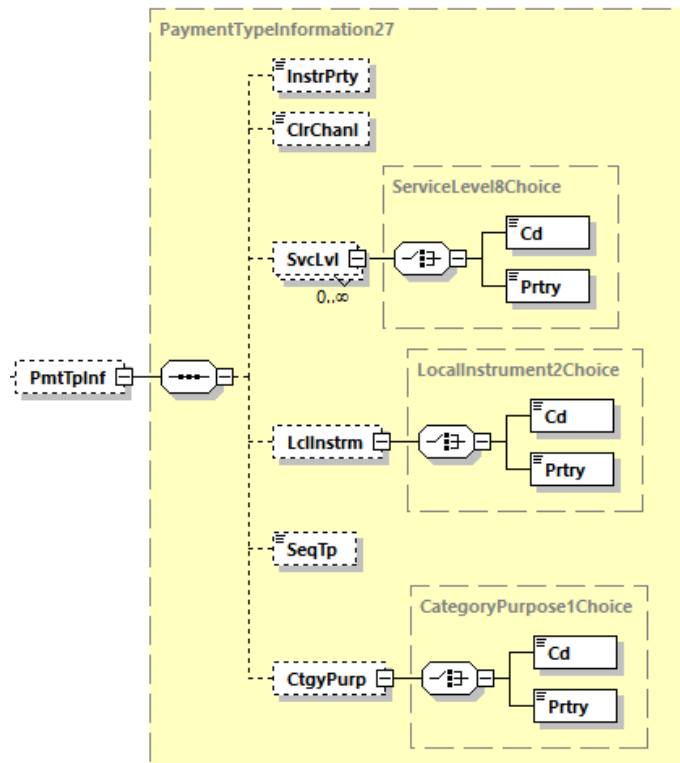 PaymentTypeInformation27
InstrPrty
ClrChanl
ServiceLevel8Choice
Cd
SvcLvl
Prtry
0..∞
LocalInstrument2Choice
PmtTpInf
Cd
LclInstrm
Prtry
SeqTp
CategoryPurpose1Choice
Cd
CtgyPurp
Prtry